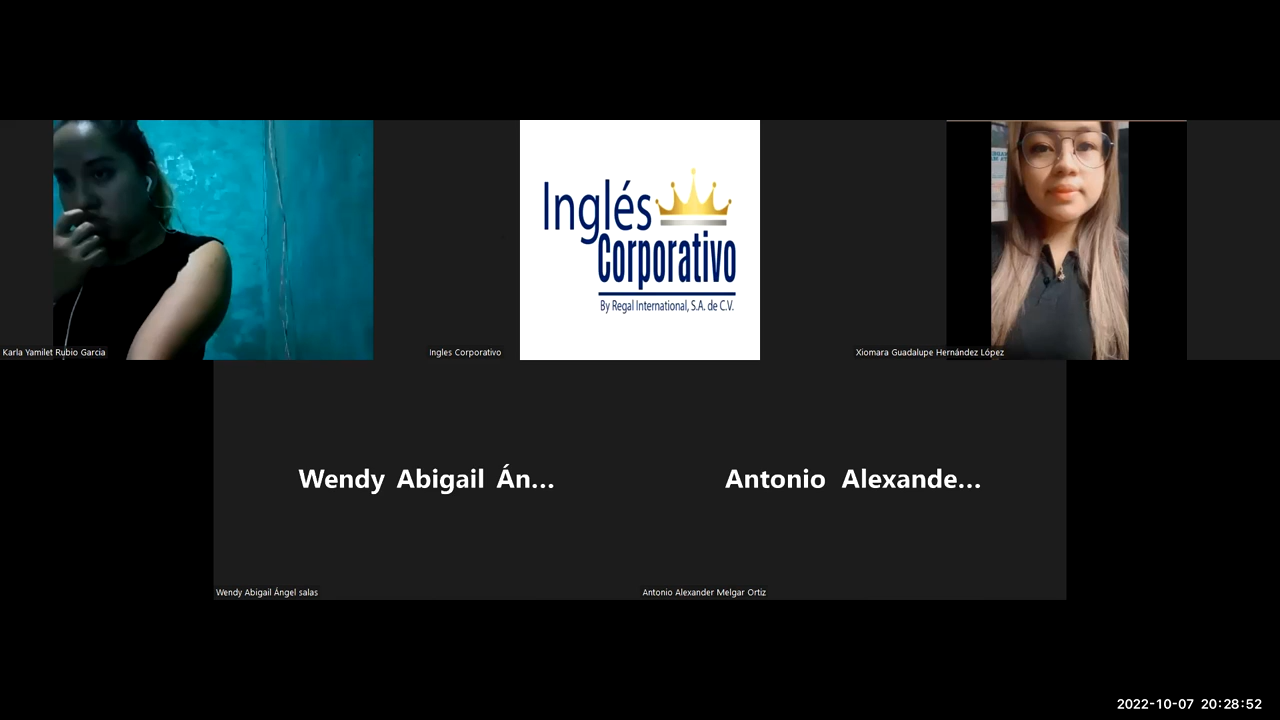 Inglés
Corporativo
By Regal International, S.A. de C.V.
Karla Yamilet Rubio Garcia
Ingles Corporativo
Xiomara Guadalupe Hernández López
Wendy Abigail Án...
Antonio Alexande...
Wendy Abigail Ángel salas
Antonio Alexander Melgar Ortiz
2022-10-07 20:28:52